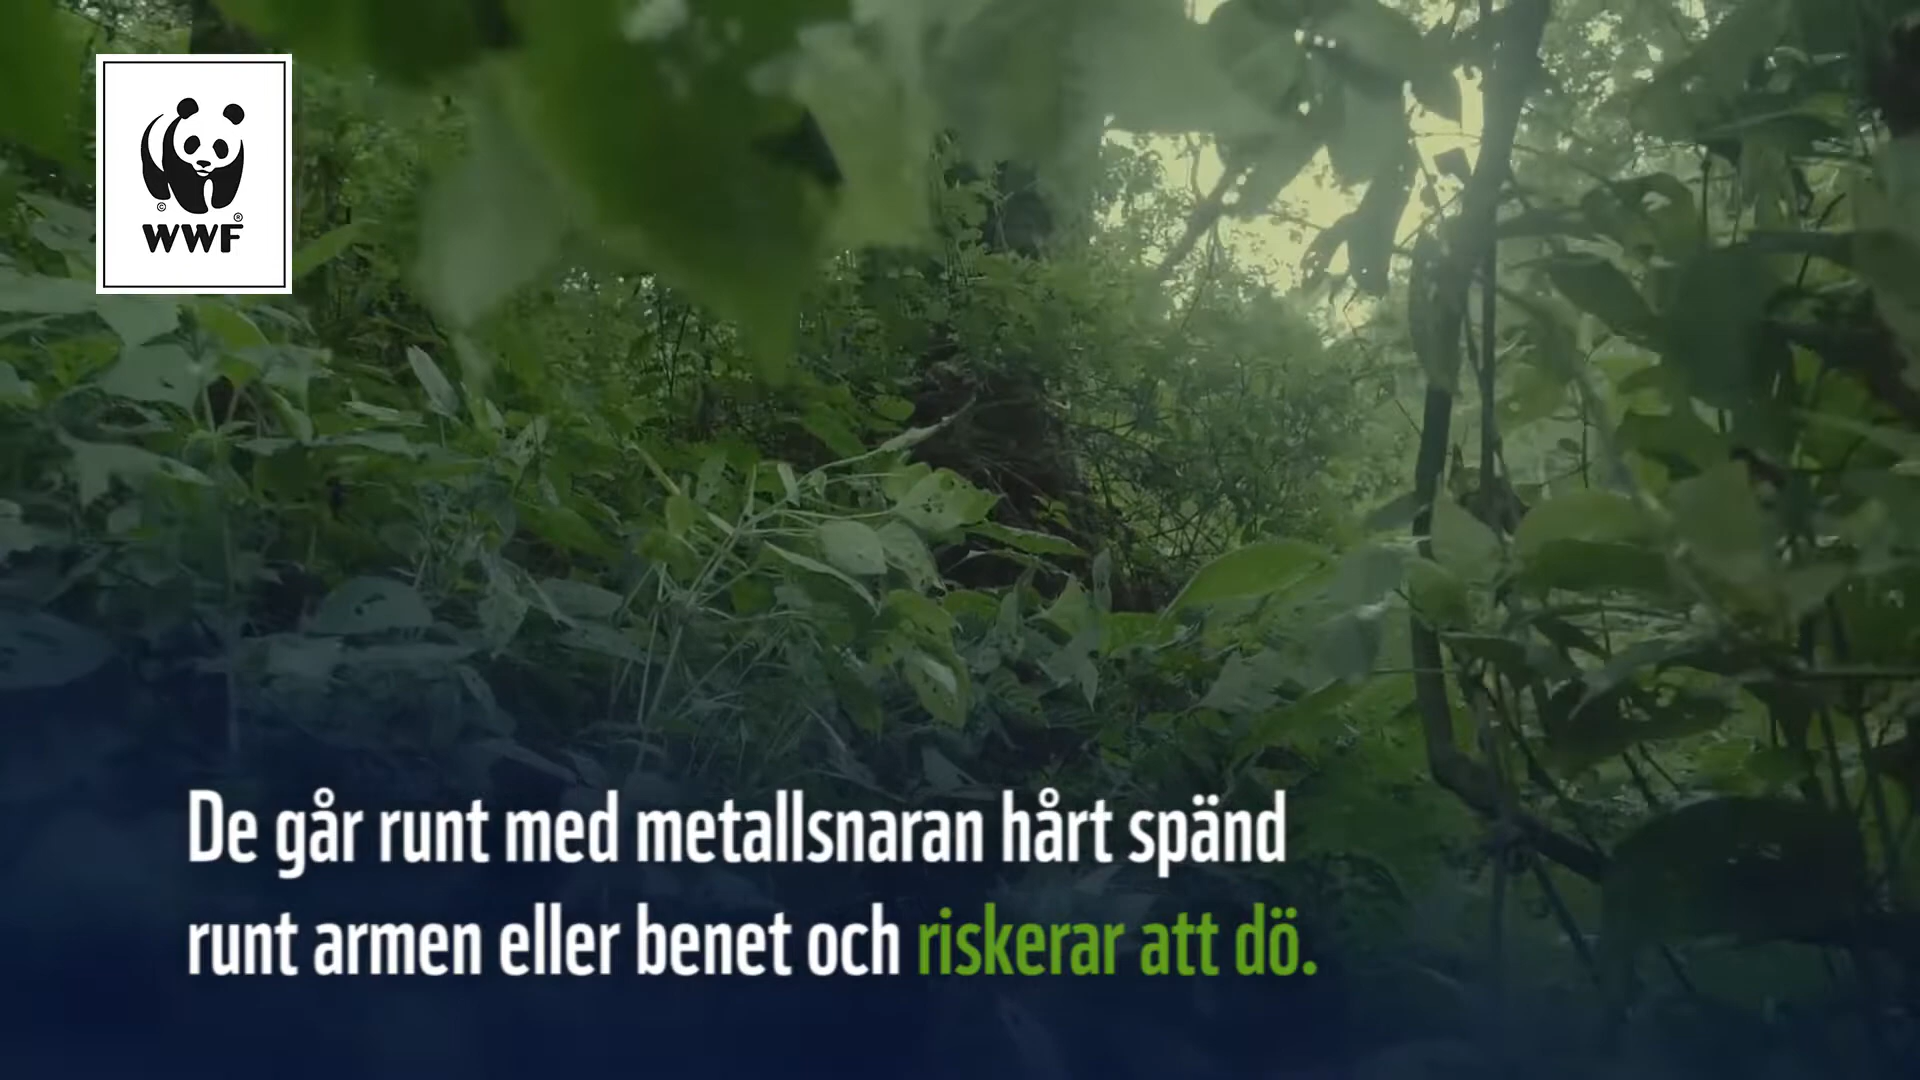 WWF
De går runt med metallsnaran hårt spänd
runt armen eller benet och riskerar att dö.